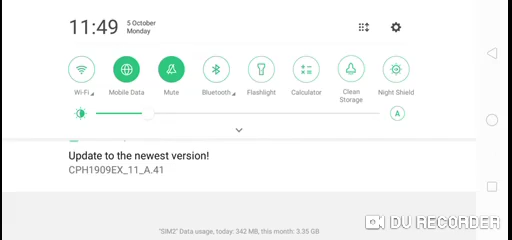 11:49
5 October
Monday
Wi-Fi
Mobile Data
Mute
Bluetooth
Flashlight
Calculator
Clean
Storage
Night Shield
A
Update to the newest version!
CPH1909EX_11_A.41
DU RECORDER
"SIM2" Data usage, today: 342 MB, this month: 3.35 GB